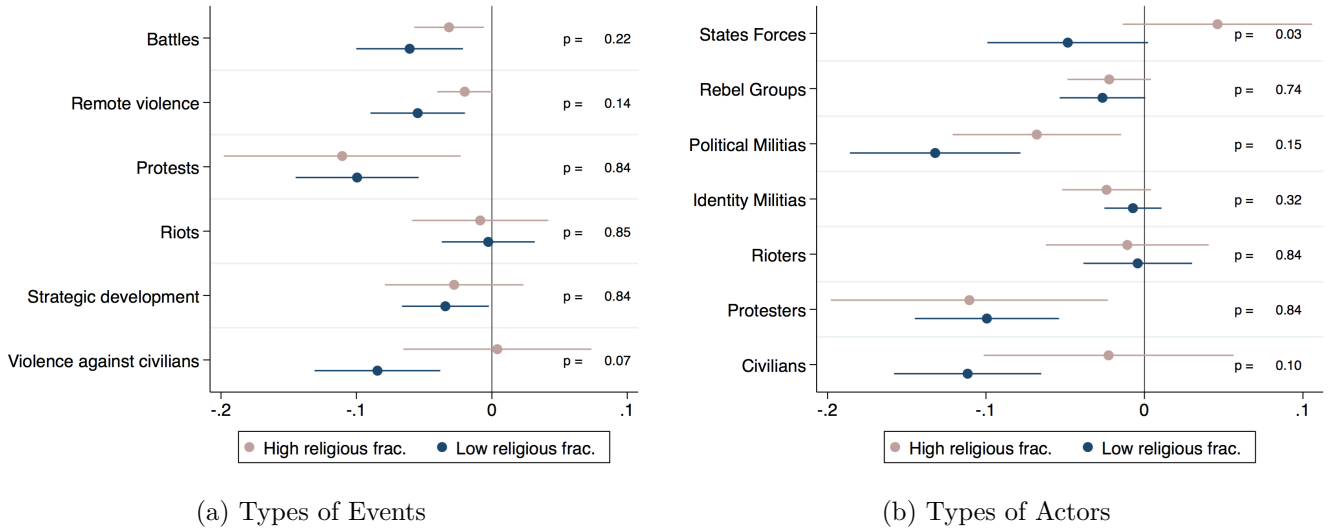 Battles
p = 0.22
Remote violence
p = 0.14
Protests
p = 0.84
Riots
p = 0.85
Strategic development
p = 0.84
Violence against civilians
p = 0.07
-.2 -.1 0 .1
High religious frac. Low religious frac.
(a) Types of Events
States Forces
p = 0.03
Rebel Groups
p = 0.74
Political Militias
p = 0.15
Identity Militias
p = 0.32
Rioters
p = 0.84
Protesters
p = 0.84
Civilians
p = 0.10
-.2 -.1 0 .1
High religious frac. Low religious frac.
(b) Types of Actors